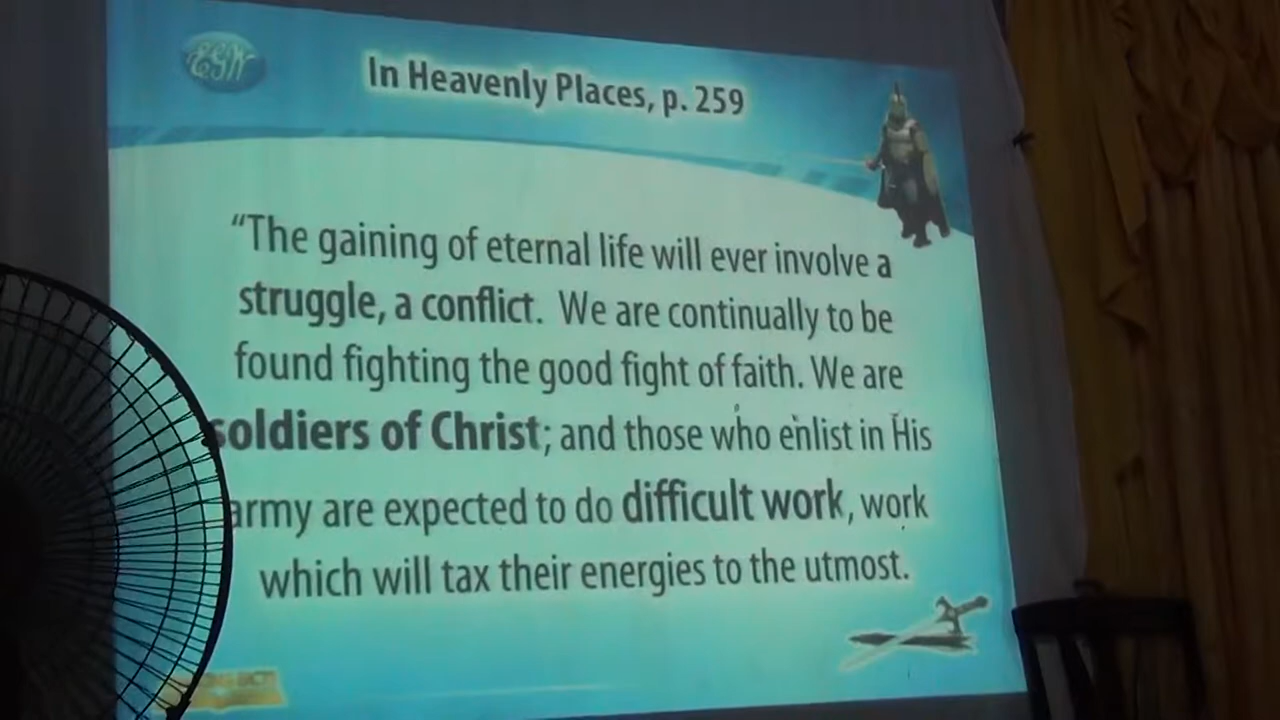 EGW
In Heavenly Places, p. 259
“The gaining of eternal life will ever involve a
struggle, a conflict. We are continually to be
found fighting the good fight of faith. We are
soldiers of Christ; and those who enlist in His
army are expected to do difficult work, work
which will tax their energies to the utmost.